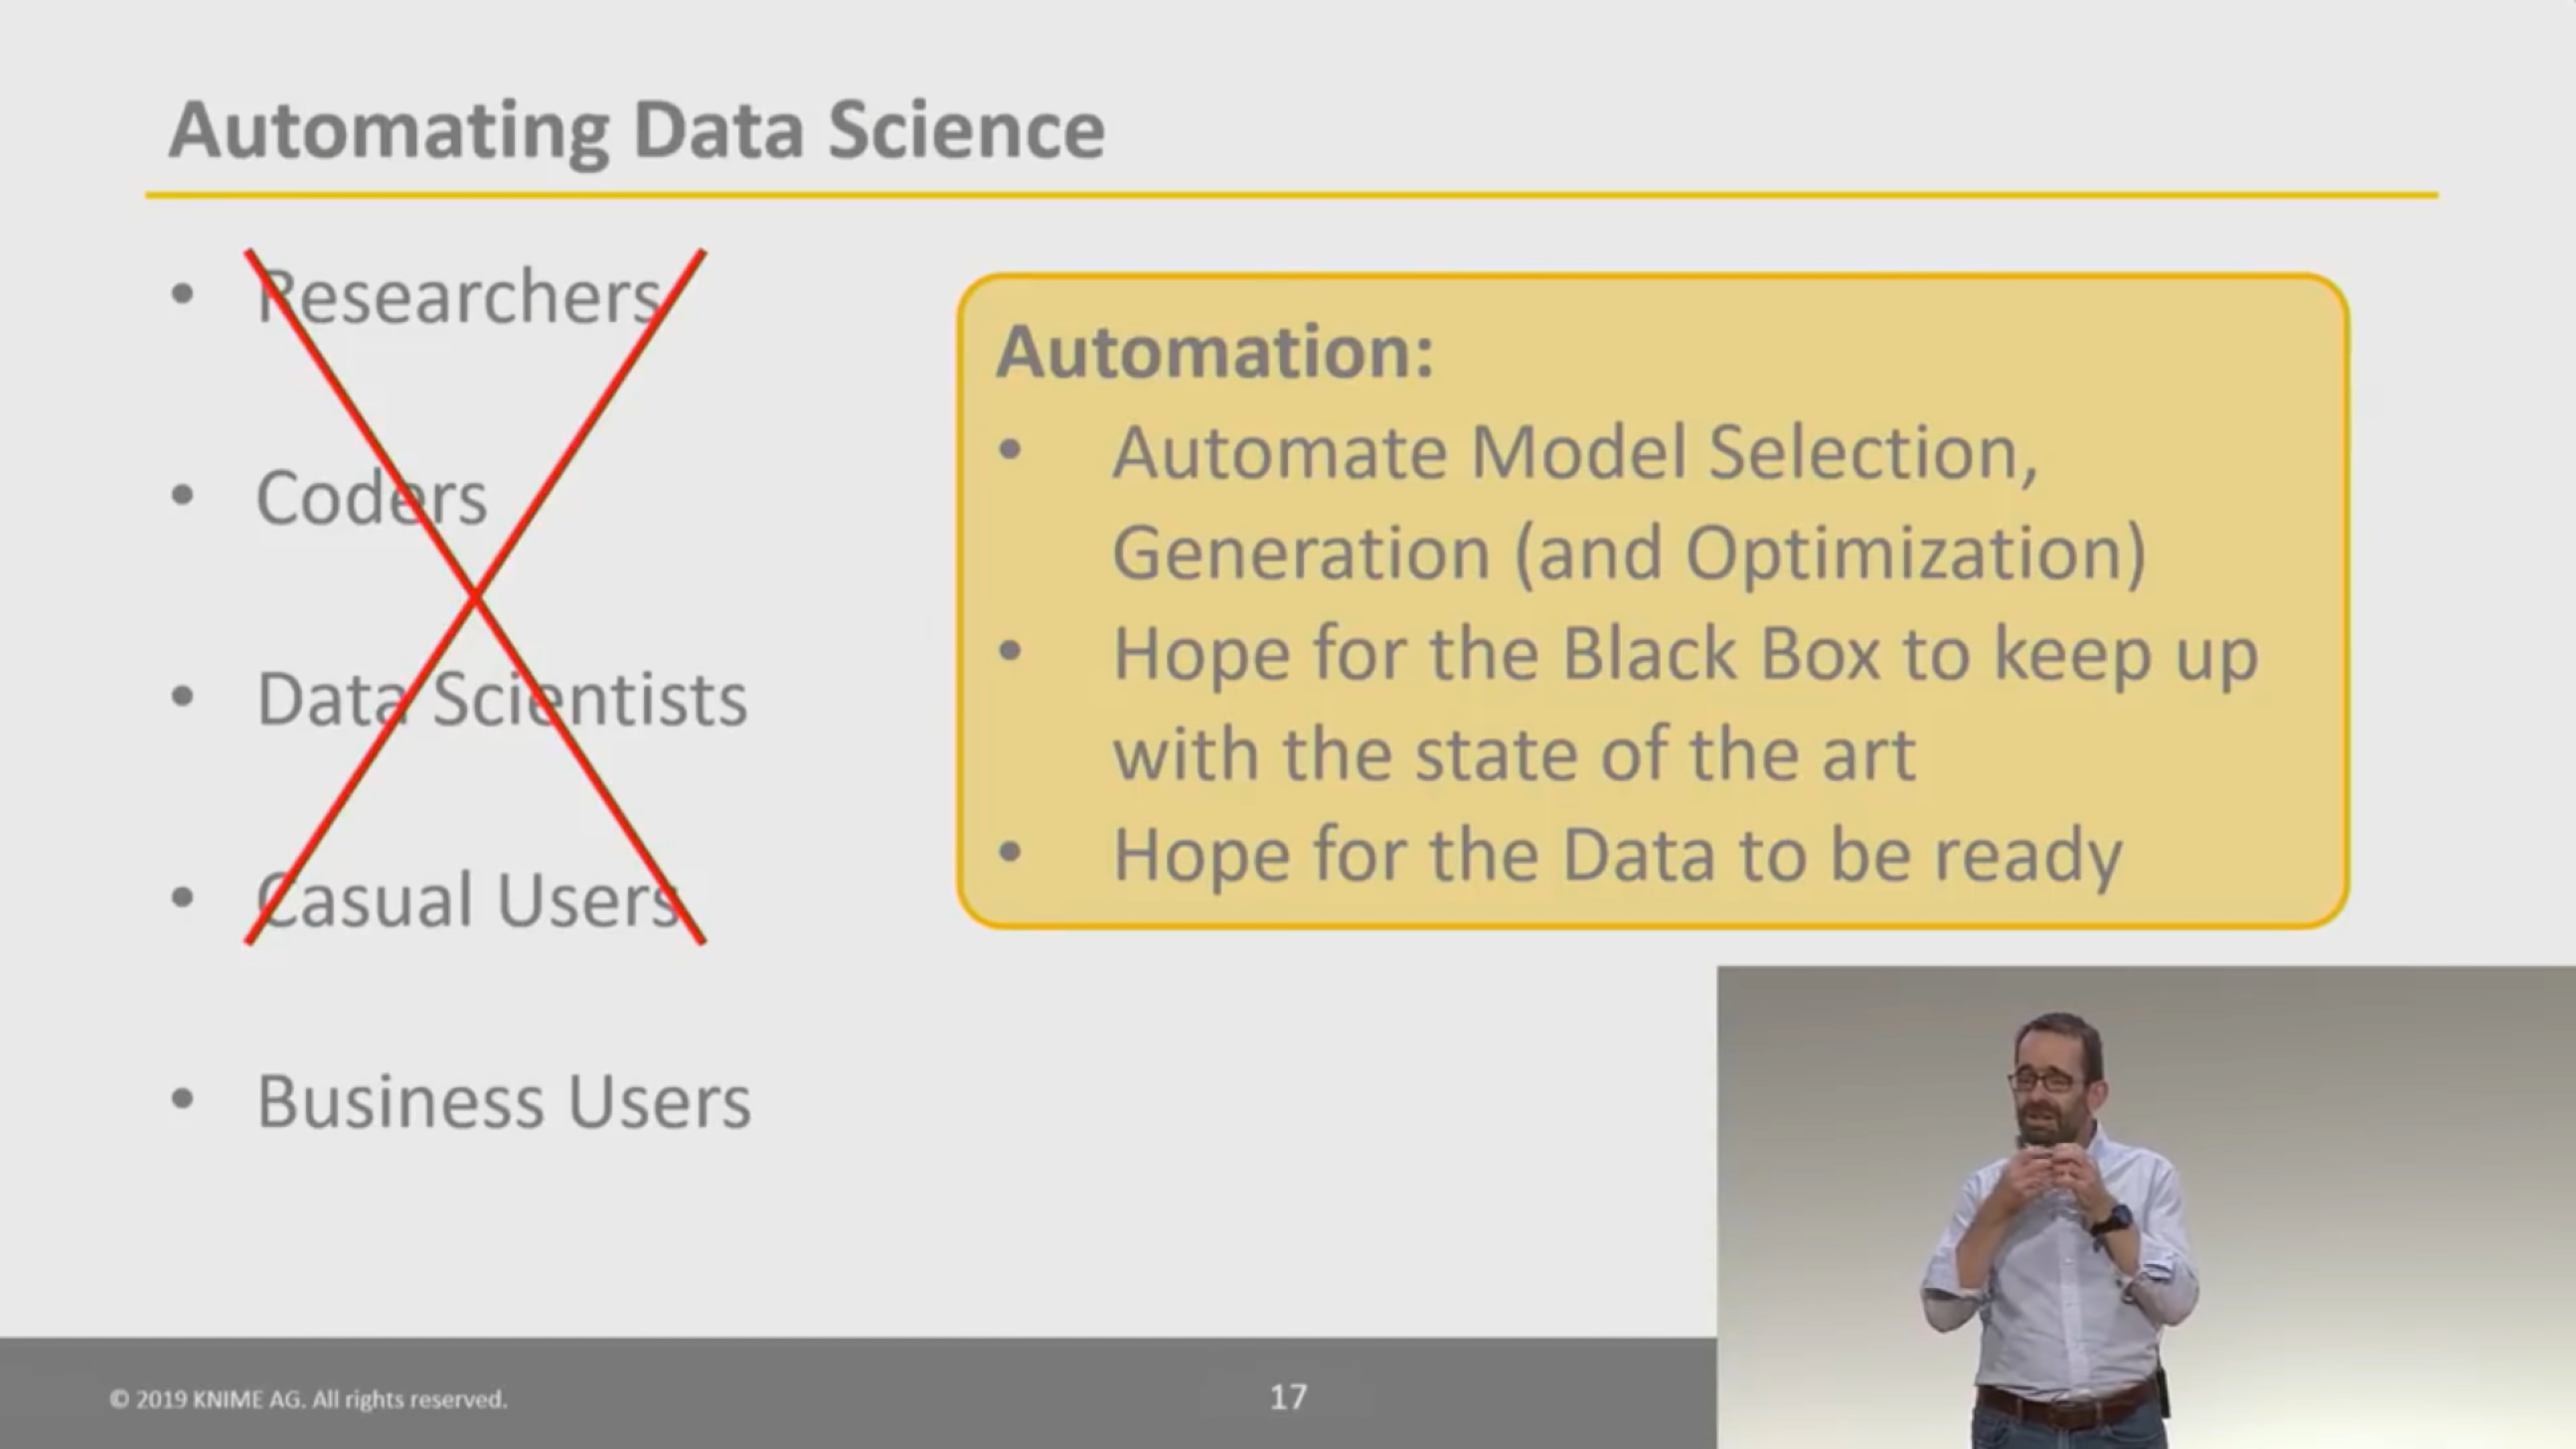 Automating Data Science
• Researchers
• Coders
• Data Scientists
• Casual Users
• Business Users
Automation:
• Automate Model Selection,
Generation (and Optimization)
• Hope for the Black Box to keep up
with the state of the art
• Hope for the Data to be ready
© 2019 KNIME AG. All rights reserved.
17